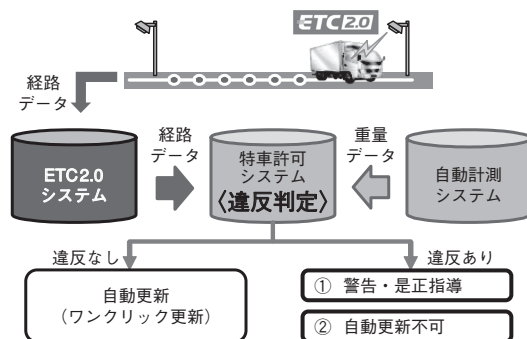 ETC2.0
経路
データ
ETC2.0
システム
経路
データ
特車許可
システム
〈違反判定〉
重量
データ
自動計測
システム
違反なし
違反あり
自動更新
（ワンクリック更新）
① 警告・是正指導
② 自動更新不可